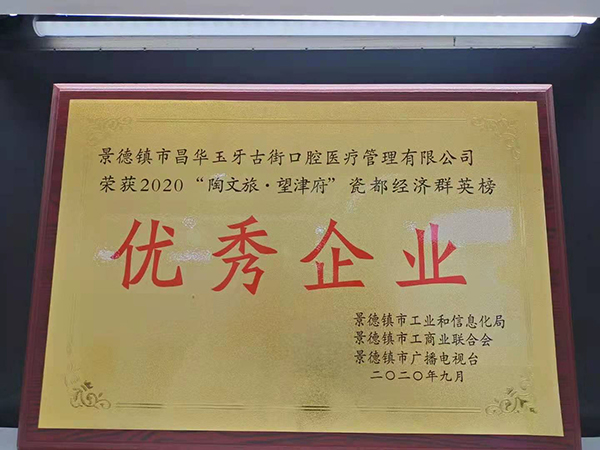 景德镇市昌华玉牙古街口腔医疗管理有限公司
荣获2020“陶文旅·望津府”瓷都经济群英榜
优秀企业
景德镇市工业和信息化局
景德镇市工商业联合会
景德镇市广播电视台
二〇二〇年九月